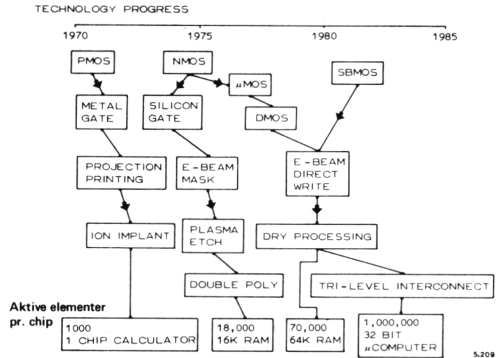 TECHNOLOGY PROGRESS
1970 1975 1980 1985
PMOS
NMOS
µMOS
SBMOS
METAL
GATE
SILICON
GATE
DMOS
PROJECTION
PRINTING
E-BEAM
MASK
E-BEAM
DIRECT
WRITE
ION IMPLANT
PLASMA
ETCH
DRY PROCESSING
DOUBLE POLY
TRI-LEVEL INTERCONNECT
Aktive elementer
pr. chip
1000
1 CHIP CALCULATOR
18,000
16K RAM
70,000
64K RAM
1,000,000
32 BIT
µCOMPUTER
5.209